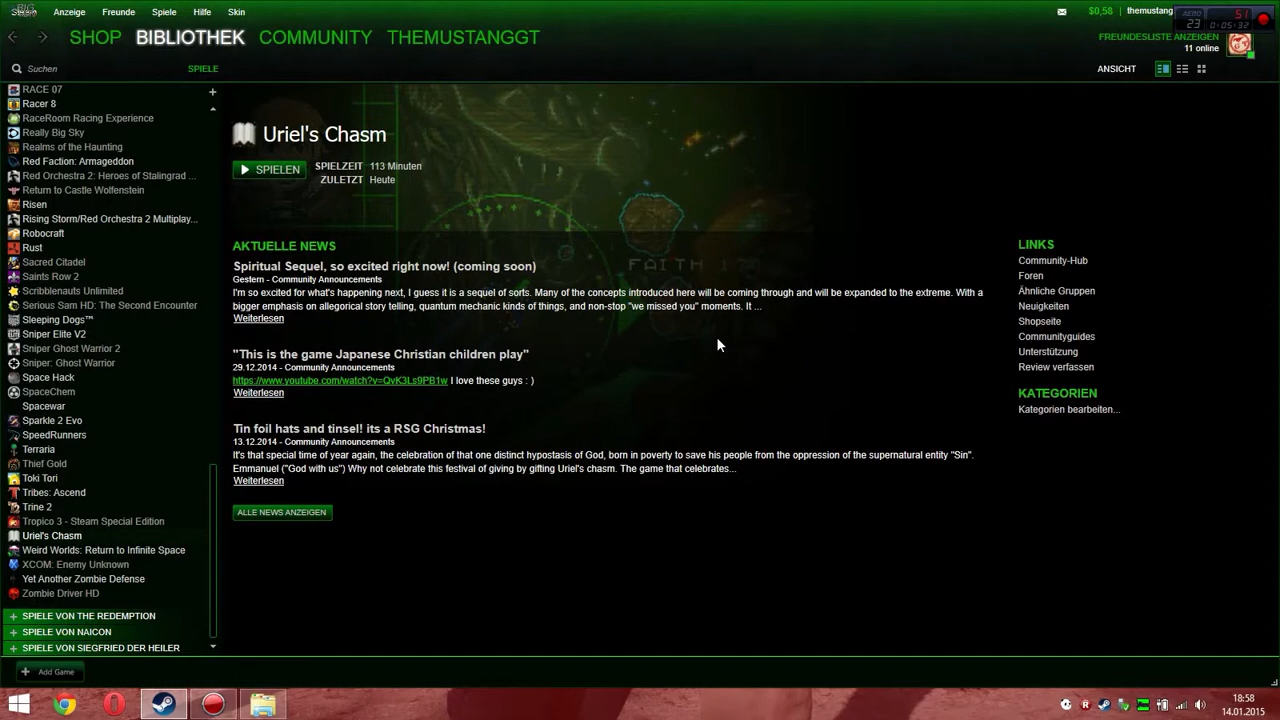 Anzeige Freunde Spiele Hilfe Skin
$0,58 themustang
AERO 23 51 0:05:32
SHOP BIBLIOTHEK COMMUNITY THEMUSTANGGT
FREUNDESLISTE ANZEIGEN
11 online
Suchen SPIELE
ANSICHT
RACE 07
Racer 8
RaceRoom Racing Experience
Really Big Sky
Realms of the Haunting
Red Faction: Armageddon
Red Orchestra 2: Heroes of Stalingrad ...
Return to Castle Wolfenstein
Risen
Rising Storm/Red Orchestra 2 Multiplay...
Robocraft
Rust
Sacred Citadel
Saints Row 2
Scribblenauts Unlimited
Serious Sam HD: The Second Encounter
Sleeping Dogs™
Sniper Elite V2
Sniper Ghost Warrior 2
Sniper: Ghost Warrior
Space Hack
SpaceChem
Spacewar
Sparkle 2 Evo
SpeedRunners
Terraria
Thief Gold
Toki Tori
Tribes: Ascend
Trine 2
Tropico 3 - Steam Special Edition
Uriel's Chasm
Weird Worlds: Return to Infinite Space
XCOM: Enemy Unknown
Yet Another Zombie Defense
Zombie Driver HD
SPIELE VON THE REDEMPTION
SPIELE VON NAICON
SPIELE VON SIEGFRIED DER HEILER
Add Game
Uriel's Chasm
SPIELEN
SPIELZEIT 113 Minuten
ZULETZT Heute
FAITH
AKTUELLE NEWS
Spiritual Sequel, so excited right now! (coming soon)
Gestern - Community Announcements
I'm so excited for what's happening next, I guess it is a sequel of sorts. Many of the concepts introduced here will be coming through and will be expanded to the extreme. With a
bigger emphasis on allegorical story telling, quantum mechanic kinds of things, and non-stop "we missed you" moments. It ...
Weiterlesen
"This is the game Japanese Christian children play"
29.12.2014 - Community Announcements
https://www.youtube.com/watch?v=QvK3Ls9PB1w I love these guys : )
Weiterlesen
Tin foil hats and tinsel! its a RSG Christmas!
13.12.2014 - Community Announcements
It's that special time of year again, the celebration of that one distinct hypostasis of God, born in poverty to save his people from the oppression of the supernatural entity "Sin".
Emmanuel ("God with us") Why not celebrate this festival of giving by gifting Uriel's chasm. The game that celebrates...
Weiterlesen
ALLE NEWS ANZEIGEN
LINKS
Community-Hub
Foren
Ähnliche Gruppen
Neuigkeiten
Shopseite
Communityguides
Unterstützung
Review verfassen
KATEGORIEN
Kategorien bearbeiten...
18:58
14.01.2015